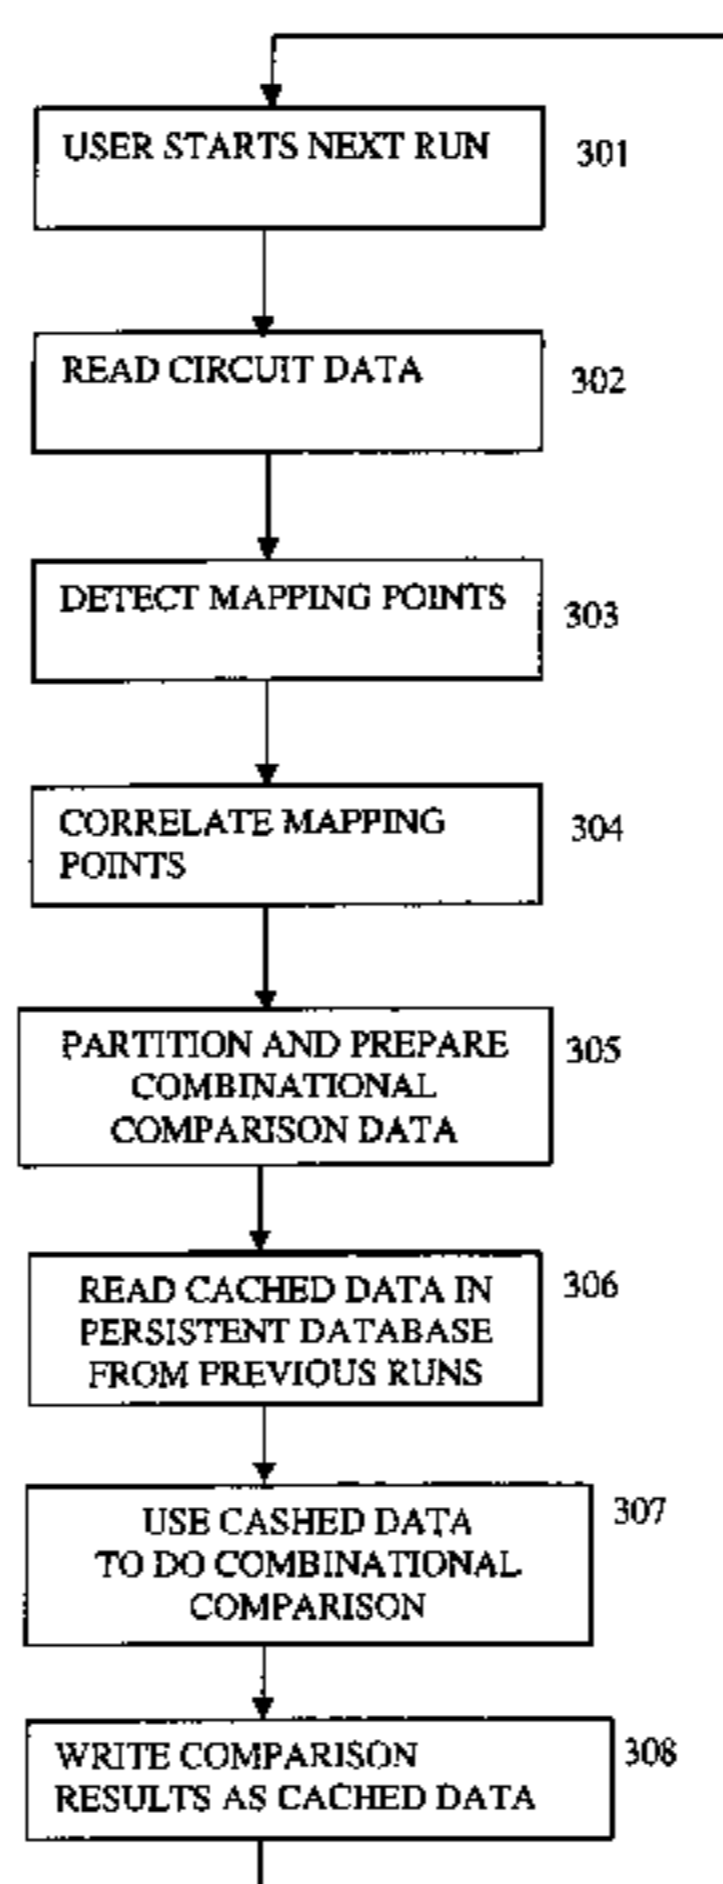 USER STARTS NEXT RUN
301
READ CIRCUIT DATA
302
DETECT MAPPING POINTS
303
CORRELATE MAPPING
POINTS
304
PARTITION AND PREPARE
COMBINATIONAL
COMPARISON DATA
305
READ CACHED DATA IN
PERSISTENT DATABASE
FROM PREVIOUS RUNS
306
USE CASHED DATA
TO DO COMBINATIONAL
COMPARISON
307
WRITE COMPARISON
RESULTS AS CACHED DATA
308